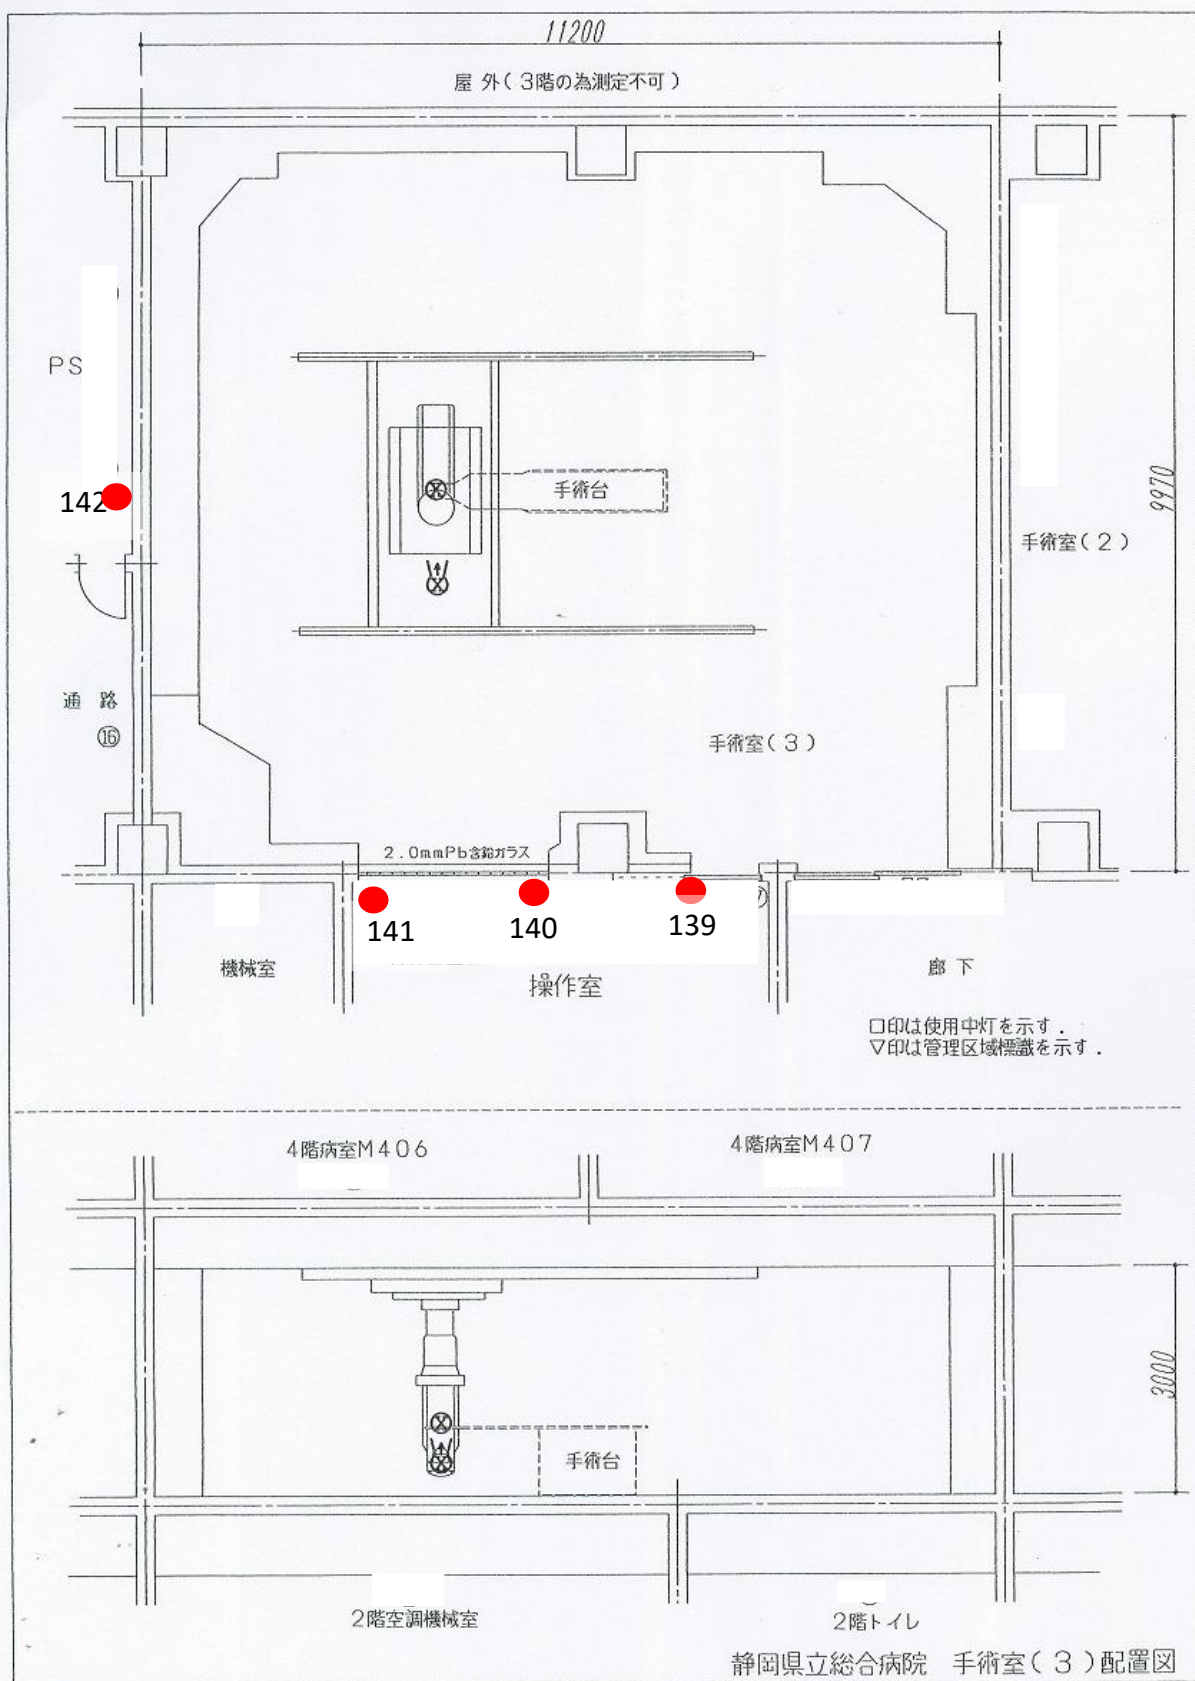 11200
屋 外(3階の為測定不可)
PS
手術台
142
9970
手術室(2)
通 路
⑯
手術室(3)
2.0mmPb含鉛ガラス
141
140
139
機械室
操作室
廊 下
□印は使用中灯を示す.
▽印は管理区域標識を示す.
4階病室M406
4階病室M407
3000
手術台
2階空調機械室
2階トイレ
静岡県立総合病院 手術室(3)配置図